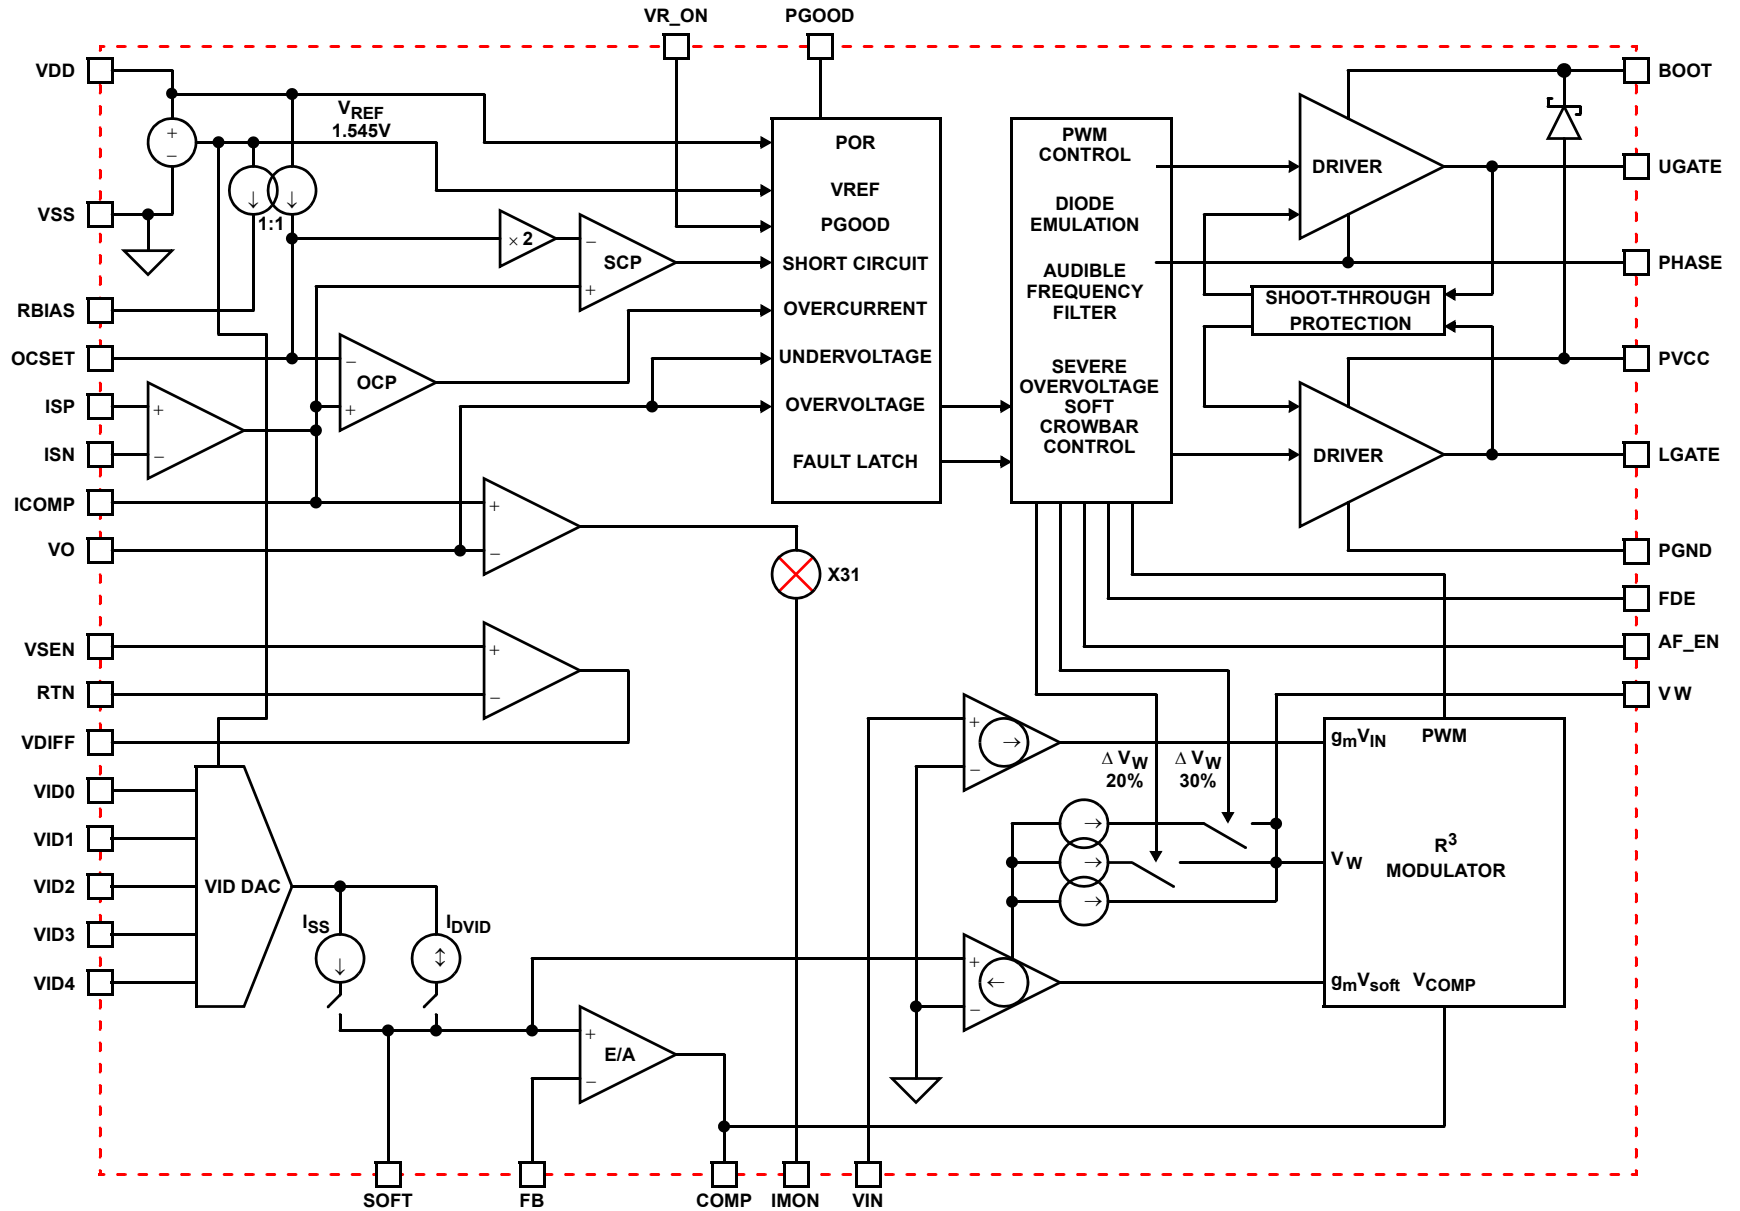 VR_ON
PGOOD
VDD
VSS
RBIAS
OCSET
ISP
ISN
ICOMP
VO
VSEN
RTN
VDIFF
VID0
VID1
VID2
VID3
VID4
+
−
VREF
1.545V
1:1
× 2
−
SCP
+
−
OCP
+
+
−
+
−
X31
+
−
VID DAC
ISS
IDVID
+
E/A
−
POR
VREF
PGOOD
SHORT CIRCUIT
OVERCURRENT
UNDERVOLTAGE
OVERVOLTAGE
FAULT LATCH
PWM
CONTROL
DIODE
EMULATION
AUDIBLE
FREQUENCY
FILTER
SEVERE
OVERVOLTAGE
SOFT
CROWBAR
CONTROL
DRIVER
SHOOT-THROUGH
PROTECTION
DRIVER
BOOT
UGATE
PHASE
PVCC
LGATE
PGND
FDE
AF_EN
VW
+
−
Δ VW
20%
Δ VW
30%
+
−
gmVIN
PWM
VW
R3
MODULATOR
gmVsoft
VCOMP
SOFT
FB
COMP
IMON
VIN